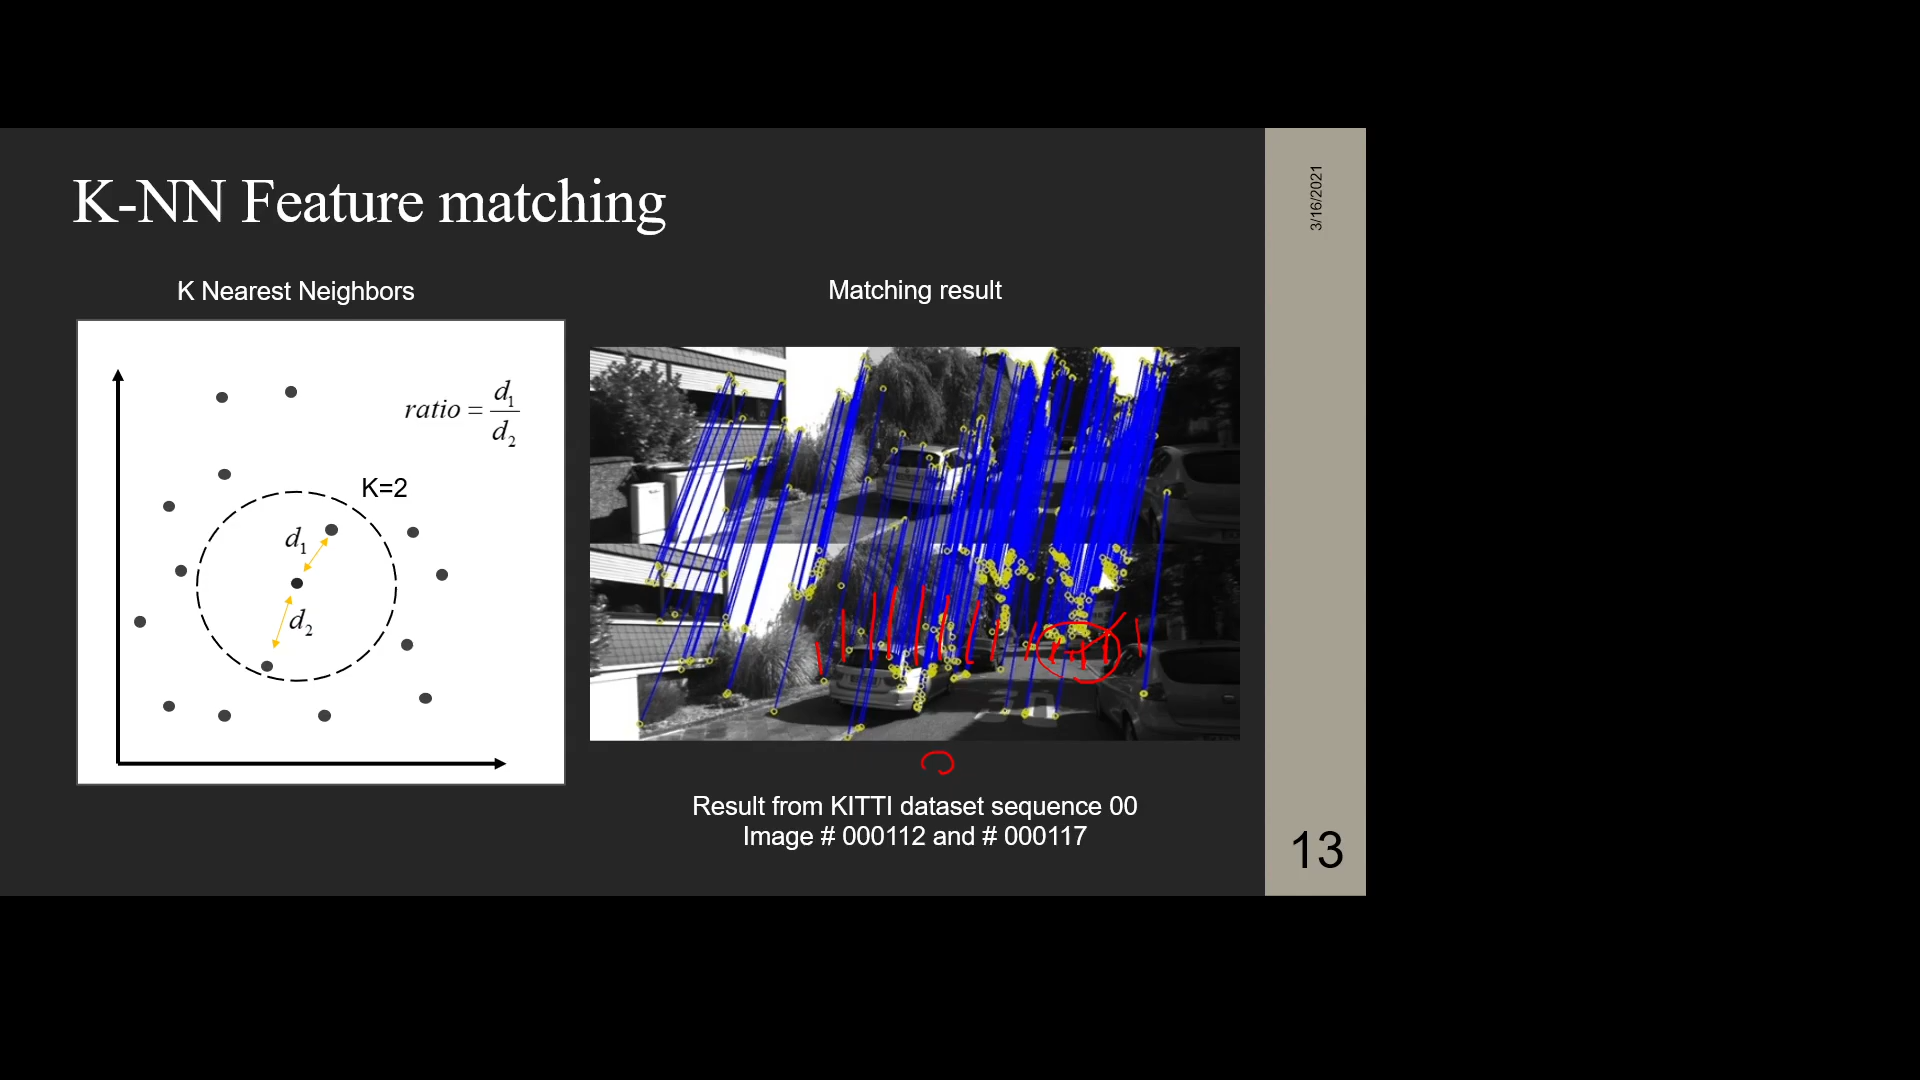 K-NN Feature matching
3/16/2021
K Nearest Neighbors
Matching result
ratio = d1
d2
K=2
d1
d2
Result from KITTI dataset sequence 00
Image # 000112 and # 000117
13